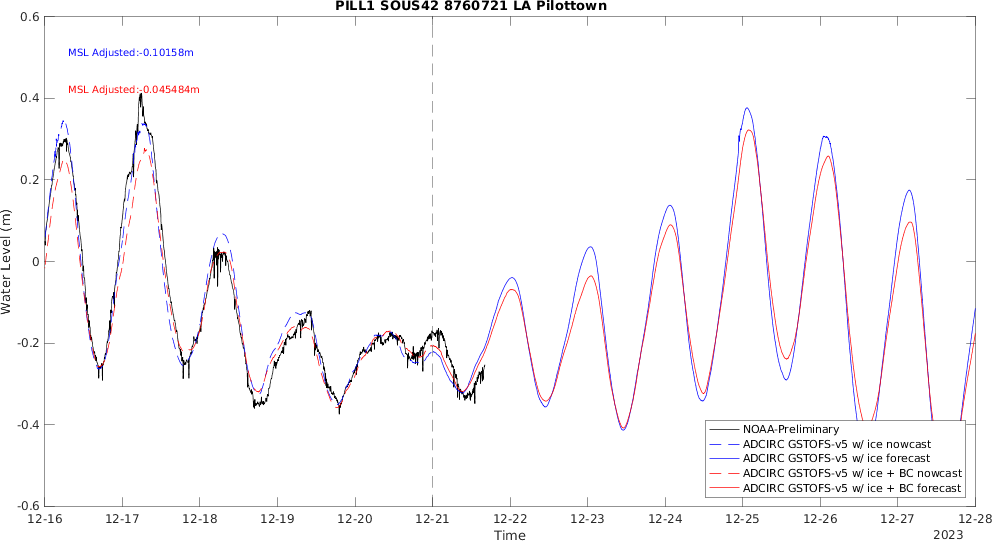 PILL1 SOUS42 8760721 LA Pilottown
0.6
0.4
0.2
0
-0.2
-0.4
-0.6
Water Level (m)
MSL Adjusted:-0.10158m
MSL Adjusted:-0.045484m
NOAA-Preliminary
ADCIRC GSTOFS-v5 w/ ice nowcast
ADCIRC GSTOFS-v5 w/ ice forecast
ADCIRC GSTOFS-v5 w/ ice + BC nowcast
ADCIRC GSTOFS-v5 w/ ice + BC forecast
12-16 12-17 12-18 12-19 12-20 12-21 12-22 12-23 12-24 12-25 12-26 12-27 12-28
Time
2023